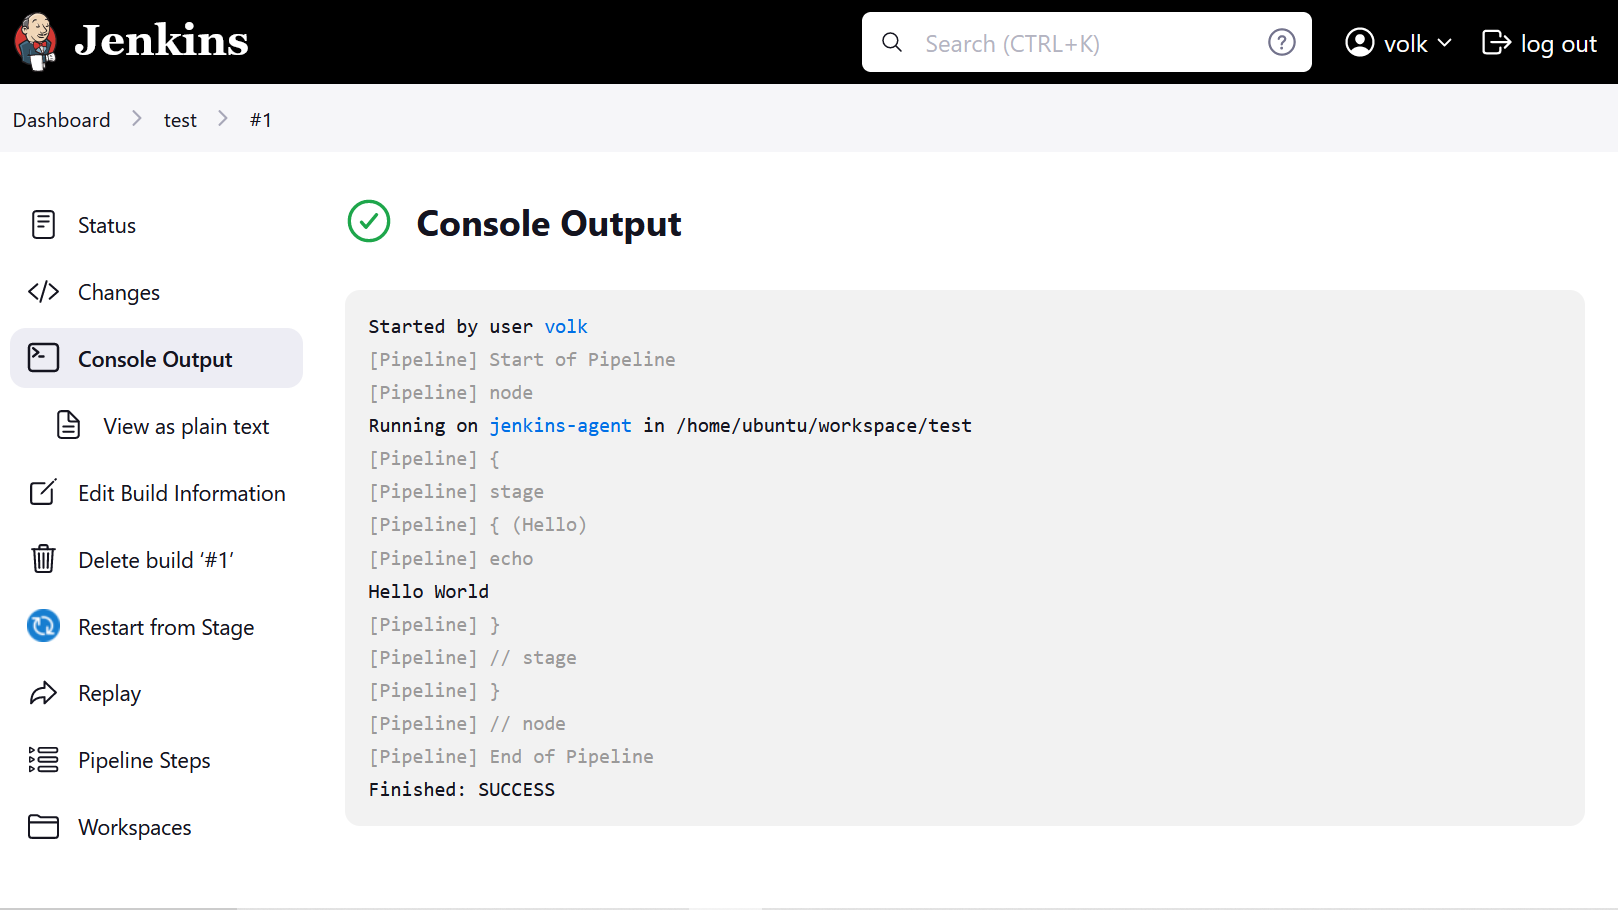 Jenkins
Search (CTRL+K)
volk
log out
Dashboard > test > #1
Status
Changes
Console Output
View as plain text
Edit Build Information
Delete build ‘#1’
Restart from Stage
Replay
Pipeline Steps
Workspaces
Console Output
Started by user volk
[Pipeline] Start of Pipeline
[Pipeline] node
Running on jenkins-agent in /home/ubuntu/workspace/test
[Pipeline] {
[Pipeline] stage
[Pipeline] { (Hello)
[Pipeline] echo
Hello World
[Pipeline] }
[Pipeline] // stage
[Pipeline] }
[Pipeline] // node
[Pipeline] End of Pipeline
Finished: SUCCESS